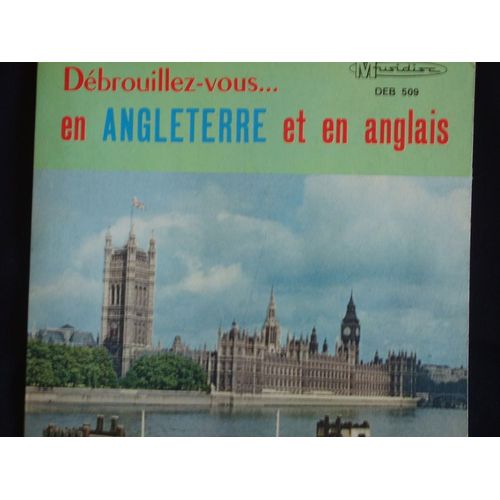 Débrouillez-vous...
Musidisc
DEB 509
en ANGLETERRE et en anglais